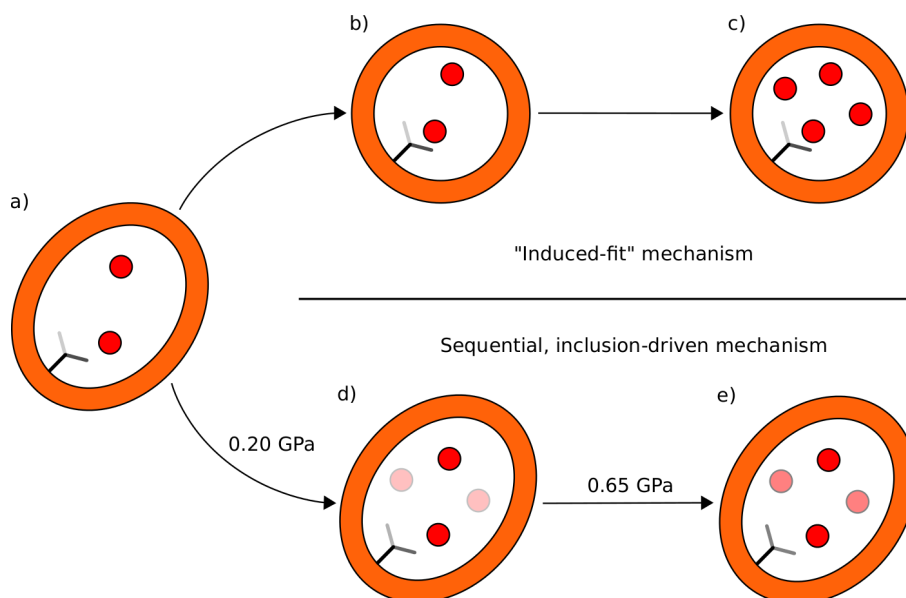 b)
c)
a)
"Induced-fit" mechanism
Sequential, inclusion-driven mechanism
d)
e)
0.20 GPa
0.65 GPa